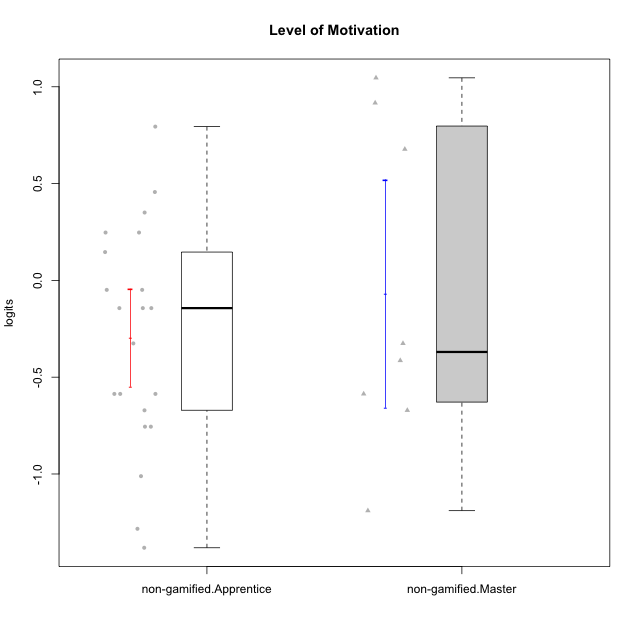 Level of Motivation
logits
1.0
0.5
0.0
-0.5
-1.0
non-gamified.Apprentice
non-gamified.Master